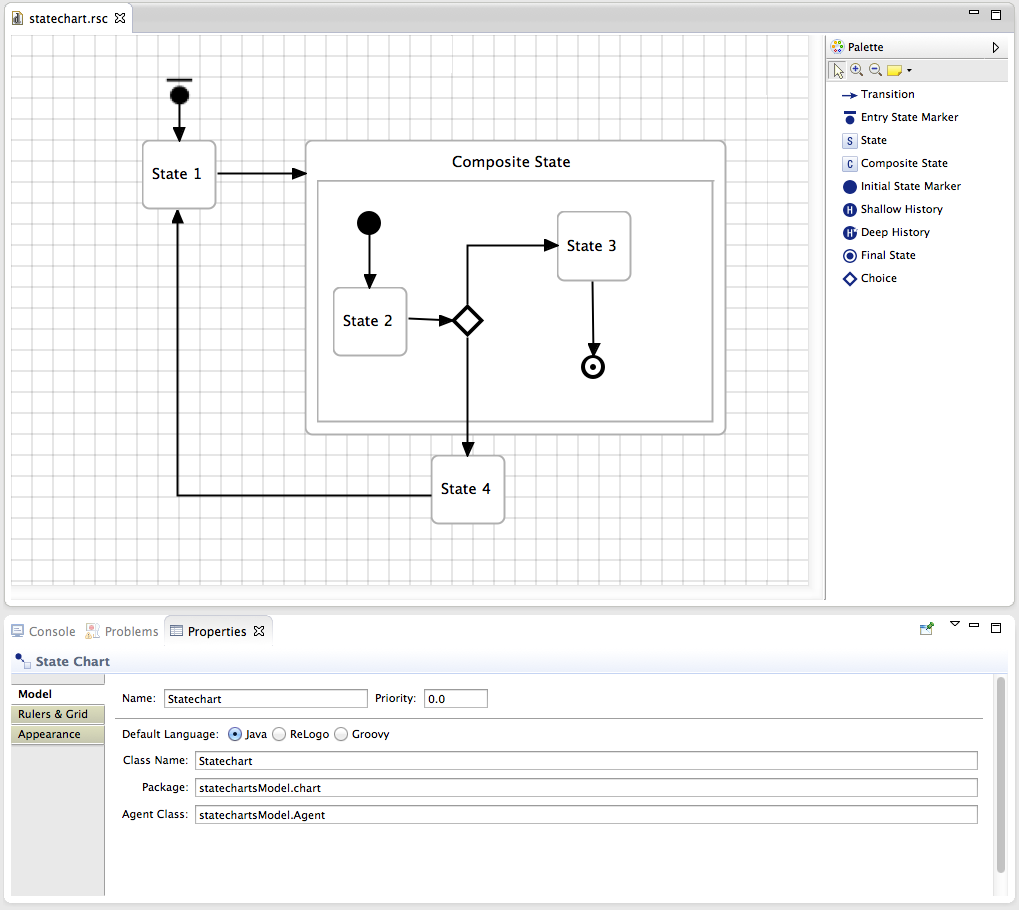 statechart.rsc
Palette
Transition
Entry State Marker
S State
C Composite State
Initial State Marker
H Shallow History
H* Deep History
Final State
Choice
State 1
Composite State
State 2
State 3
State 4
Console Problems Properties
State Chart
Model
Rulers & Grid
Appearance
Name: Statechart Priority: 0.0
Default Language: Java ReLogo Groovy
Class Name: Statechart
Package: statechartsModel.chart
Agent Class: statechartsModel.Agent